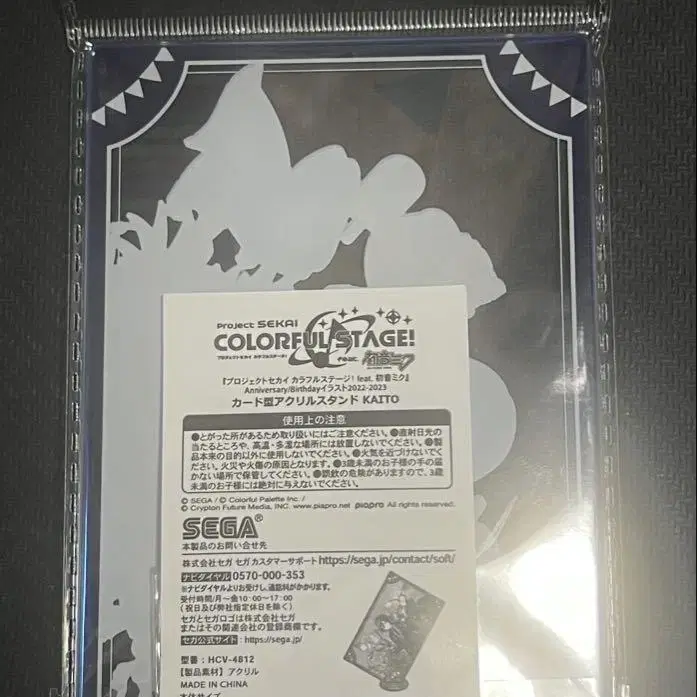 Project SEKAI
COLORFUL STAGE!
プロジェクトセカイ カラフルステージ! feat. 初音ミク
『プロジェクトセカイ カラフルステージ! feat. 初音ミク』
Anniversary/Birthdayイラスト2022-2023
カード型アクリルスタンド KAITO
使用上の注意
●とがった所があるため取り扱いにはご注意ください。●直射日光の
当たるところや、高温・多湿な場所には放置しないでください。●製
品本来の目的以外に使用しないでください。●火気を近づけないでく
ださい。火災や火傷の原因となります。●3歳未満のお子様の手の届
かない場所で保管してください。●誤飲の危険がありますので、3歳
未満のお子様には絶対に与えないでください。
© SEGA / © Colorful Palette Inc. /
© Crypton Future Media, INC. www.piapro.net piapro All rights reserved.
SEGA®
本製品のお問い合せ先
株式会社セガ セガカスタマーサポート https://sega.jp/contact/soft/
ナビダイヤル 0570-000-353
※ナビダイヤルよりお受けし、通話料がかかります。
受付時間/月~金10:00~17:00
(祝日及び弊社指定休日を除く)
セガとセガロゴは株式会社セガ
またはその関連会社の登録商標です。
セガ公式サイト:https://sega.jp/
型番:HCV-4812
【製品素材】アクリル
MADE IN CHINA
本体サイズ